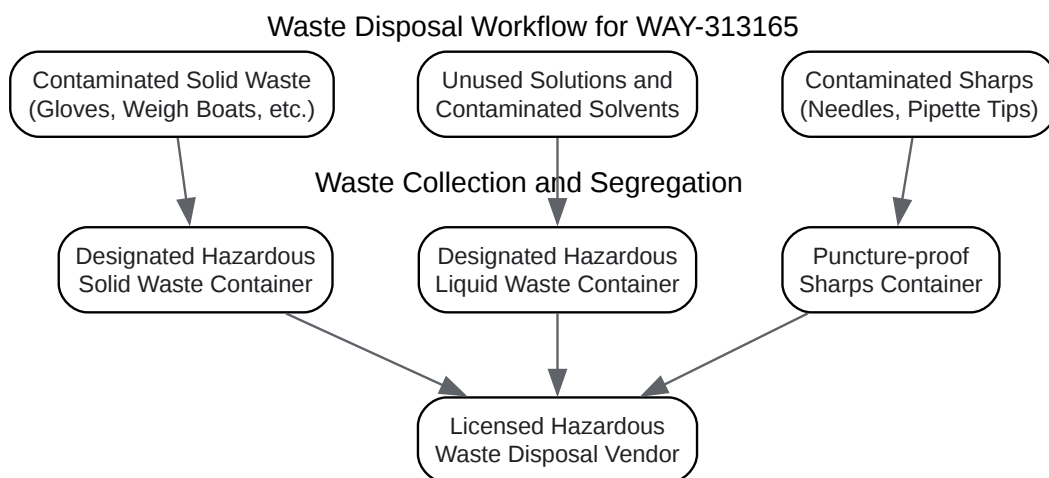 Waste Disposal Workflow for WAY-313165
Contaminated Solid Waste
(Gloves, Weigh Boats, etc.)
Unused Solutions and
Contaminated Solvents
Contaminated Sharps
(Needles, Pipette Tips)
Waste Collection and Segregation
Designated Hazardous
Solid Waste Container
Designated Hazardous
Liquid Waste Container
Puncture-proof
Sharps Container
Licensed Hazardous
Waste Disposal Vendor